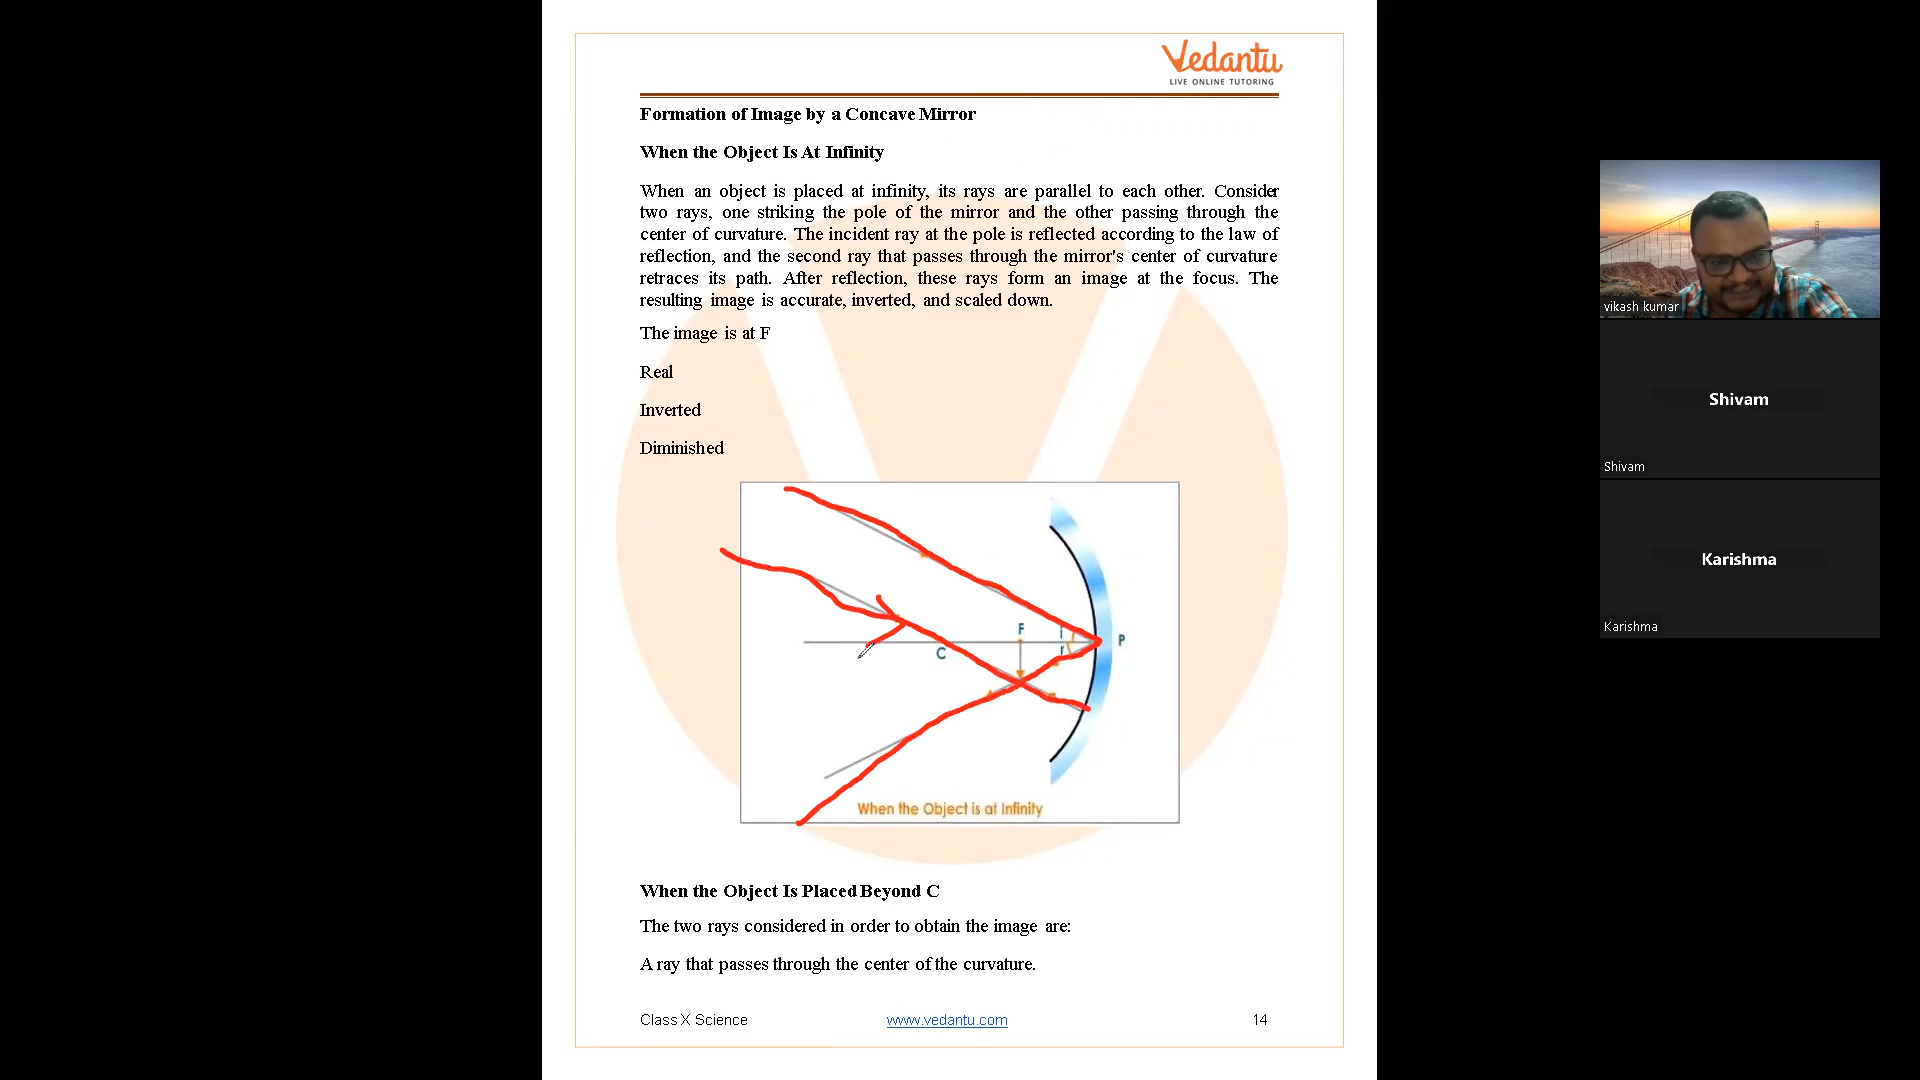 Vedantu
LIVE ONLINE TUTORING
Formation of Image by a Concave Mirror
When the Object Is At Infinity
When an object is placed at infinity, its rays are parallel to each other. Consider
two rays, one striking the pole of the mirror and the other passing through the
center of curvature. The incident ray at the pole is reflected according to the law of
reflection, and the second ray that passes through the mirror's center of curvature
retraces its path. After reflection, these rays form an image at the focus. The
resulting image is accurate, inverted, and scaled down.
The image is at F
Real
Inverted
Diminished
F
i
P
r
C
When the Object is at Infinity
When the Object Is Placed Beyond C
The two rays considered in order to obtain the image are:
A ray that passes through the center of the curvature.
Class X Science
www.vedantu.com
14
vikash kumar
Shivam
Shivam
Karishma
Karishma